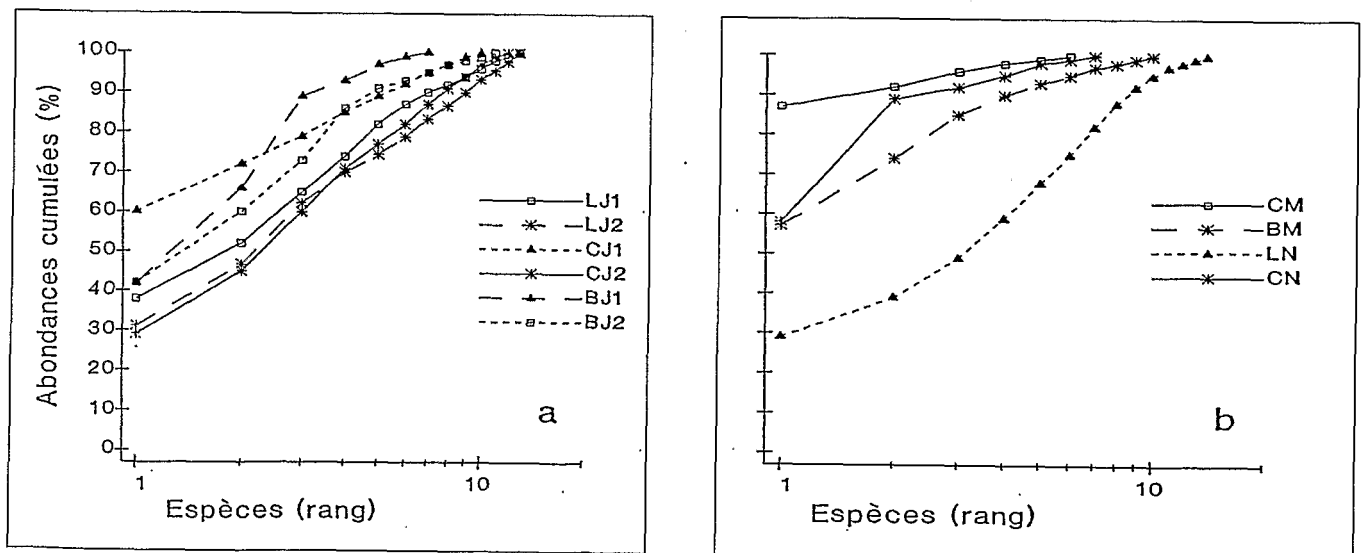 Abondances cumulées (%)
100
90
80
70
60
50
40
30
20
10
0
LJ1
LJ2
CJ1
CJ2
BJ1
BJ2
a
1
10
Espèces (rang)
CM
BM
LN
CN
b
1
10
Espèces (rang)